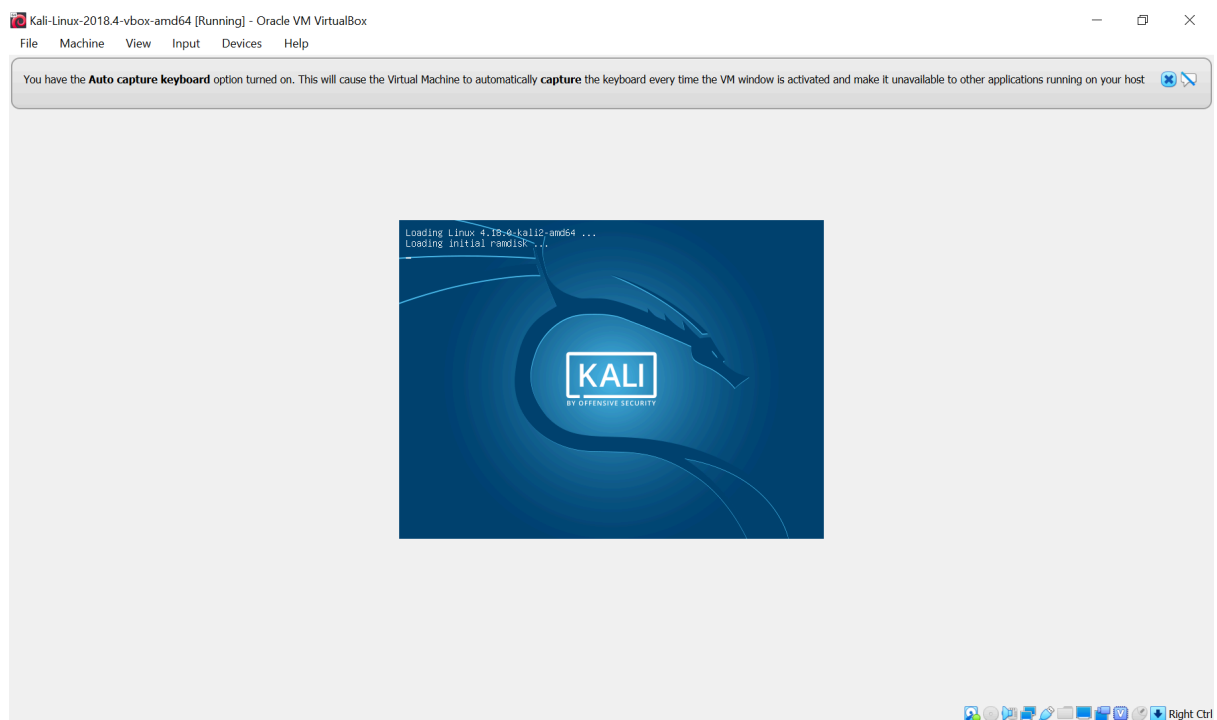 Kali-Linux-2018.4-vbox-amd64 [Running] - Oracle VM VirtualBox
File Machine View Input Devices Help
You have the Auto capture keyboard option turned on. This will cause the Virtual Machine to automatically capture the keyboard every time the VM window is activated and make it unavailable to other applications running on your host
Loading Linux 4.18.0-kali2-amd64 ...
Loading initial ramdisk ...
KALI
BY OFFENSIVE SECURITY
Right Ctrl